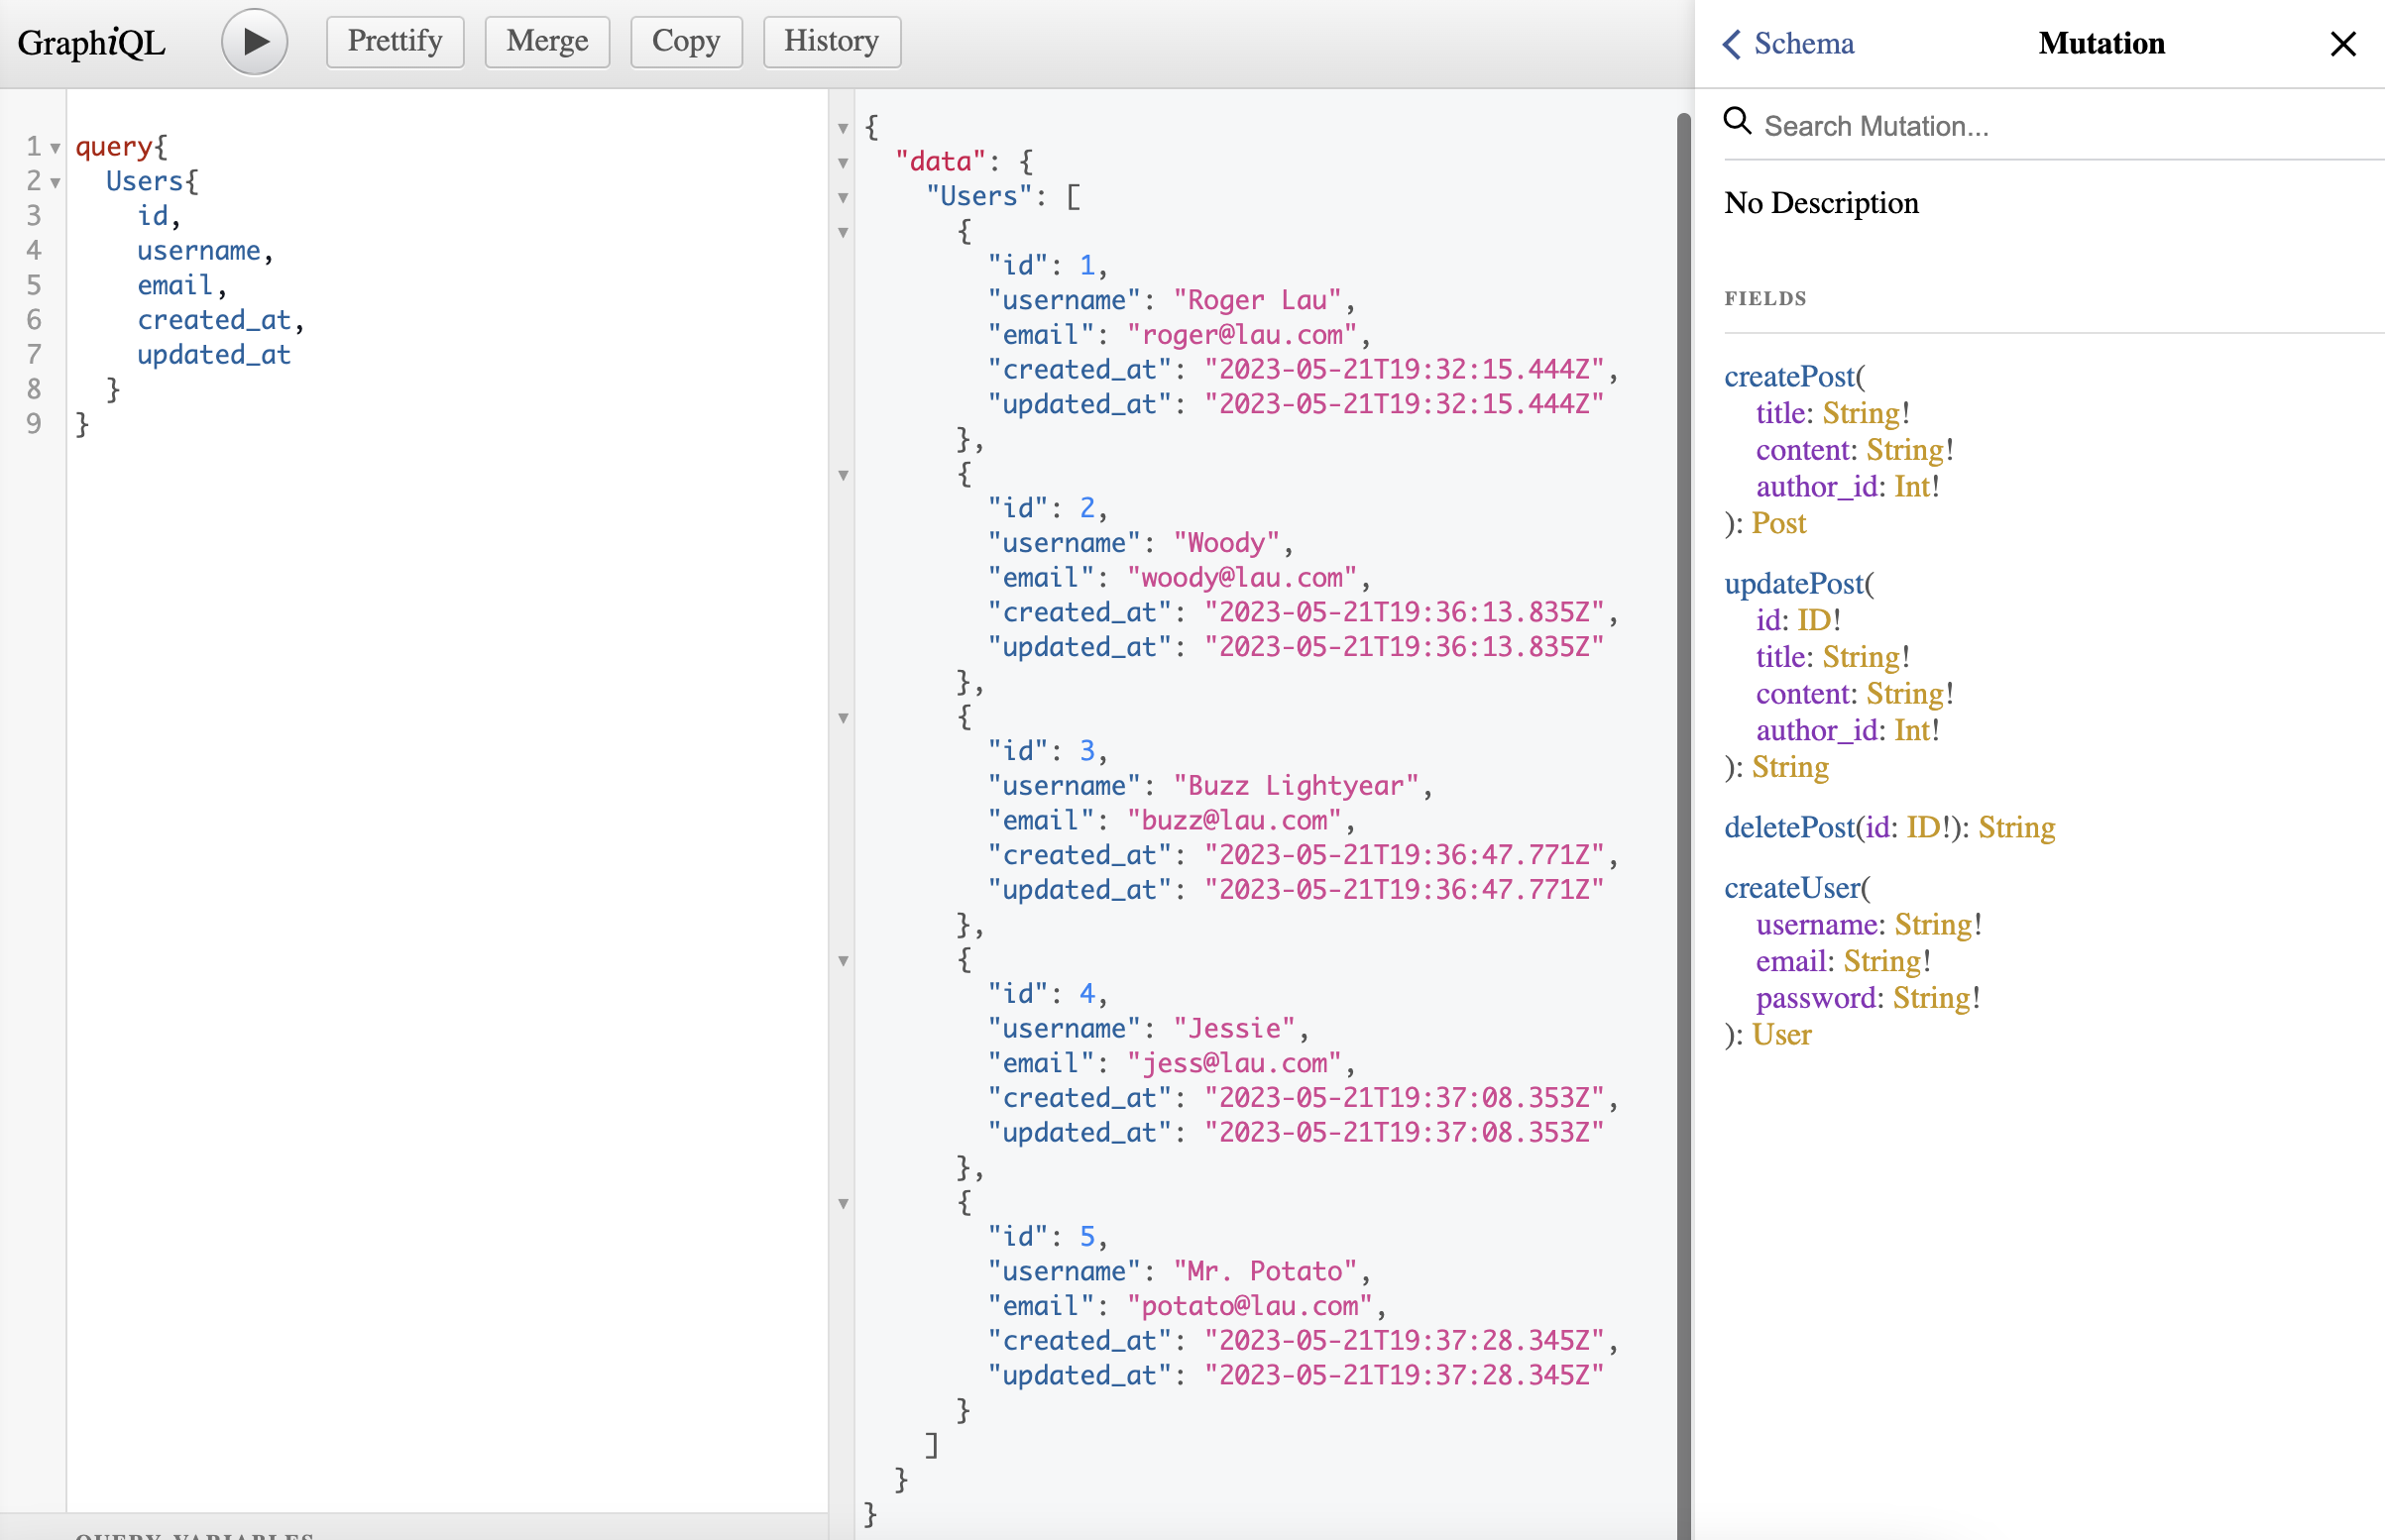 GraphiQL Prettify Merge Copy History
1 query{
2   Users{
3     id,
4     username,
5     email,
6     created_at,
7     updated_at
8   }
9 }
QUERY VARIABLES
{
  "data": {
    "Users": [
      {
        "id": 1,
        "username": "Roger Lau",
        "email": "roger@lau.com",
        "created_at": "2023-05-21T19:32:15.444Z",
        "updated_at": "2023-05-21T19:32:15.444Z"
      },
      {
        "id": 2,
        "username": "Woody",
        "email": "woody@lau.com",
        "created_at": "2023-05-21T19:36:13.835Z",
        "updated_at": "2023-05-21T19:36:13.835Z"
      },
      {
        "id": 3,
        "username": "Buzz Lightyear",
        "email": "buzz@lau.com",
        "created_at": "2023-05-21T19:36:47.771Z",
        "updated_at": "2023-05-21T19:36:47.771Z"
      },
      {
        "id": 4,
        "username": "Jessie",
        "email": "jess@lau.com",
        "created_at": "2023-05-21T19:37:08.353Z",
        "updated_at": "2023-05-21T19:37:08.353Z"
      },
      {
        "id": 5,
        "username": "Mr. Potato",
        "email": "potato@lau.com",
        "created_at": "2023-05-21T19:37:28.345Z",
        "updated_at": "2023-05-21T19:37:28.345Z"
      }
    ]
  }
}
Schema Mutation
Search Mutation...
No Description
FIELDS
createPost(
title: String!
content: String!
author_id: Int!
): Post
updatePost(
id: ID!
title: String!
content: String!
author_id: Int!
): String
deletePost(id: ID!): String
createUser(
username: String!
email: String!
password: String!
): User